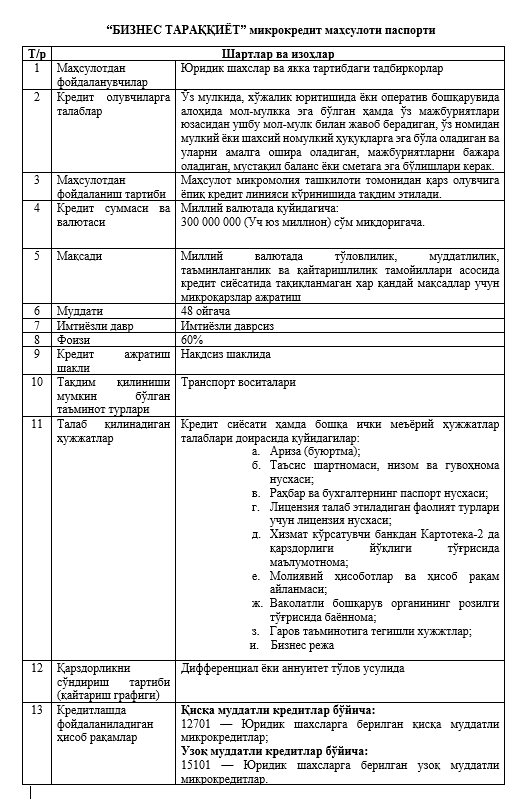 “БИЗНЕС ТАРАҚҚИЁТ” микрокредит маҳсулоти паспорти
Т/р Шартлар ва изоҳлар
1 Маҳсулотдан фойдаланувчилар Юридик шахслар ва якка тартибдаги тадбиркорлар
2 Кредит олувчиларга талаблар
Ўз мулкида, хўжалик юритишида ёки оператив бошқарувида
алоҳида мол-мулкка эга бўлган ҳамда ўз мажбуриятлари
юзасидан ушбу мол-мулк билан жавоб берадиган, ўз номидан
мулкий ёки шахсий номулкий ҳуқуқларга эга бўла оладиган ва
уларни амалга ошира оладиган, мажбуриятларни бажара
оладиган, мустақил баланс ёки сметага эга бўлишлари керак.
3 Маҳсулотдан фойдаланиш тартиби
Маҳсулот микромолия ташкилоти томонидан қарз олувчига
ёпиқ кредит линияси кўринишида тақдим этилади.
4 Кредит суммаси ва валютаси
Миллий валютада қуйидагича:
300 000 000 (Уч юз миллион) сўм миқдоригача.
5 Мақсади
Миллий валютада тўловлилик, муддатлилик,
таъминланганлик ва қайтаришлилик тамойиллари асосида
кредит сиёсатида тақиқланмаган хар қандай мақсадлар учун
микроқарзлар ажратиш
6 Муддати 48 ойгача
7 Имтиёзли давр Имтиёзли даврсиз
8 Фоизи 60%
9 Кредит ажратиш шакли Нақдсиз шаклида
10 Тақдим қилиниши мумкин бўлган таъминот турлари Транспорт воситалари
11 Талаб қилинадиган ҳужжатлар
Кредит сиёсати ҳамда бошқа ички меъёрий ҳужжатлар
талаблари доирасида қуйидагилар:
а. Ариза (буюртма);
б. Таъсис шартномаси, низом ва гувоҳнома
нусхаси;
в. Раҳбар ва бухгалтернинг паспорт нусхаси;
г. Лицензия талаб этиладиган фаолият турлари
учун лицензия нусхаси;
д. Хизмат кўрсатувчи банкдан Картотека-2 да
қарздорлиги йўқлиги тўғрисида
маълумотнома;
е. Молиявий ҳисоботлар ва ҳисоб рақам
айланмаси;
ж. Ваколатли бошқарув органининг розилги
тўғрисида баённома;
з. Гаров таъминотига тегишли хужжтлар;
и. Бизнес режа
12 Қарздорликни сўндириш тартиби (қайтариш графиги) Дифференциал ёки аннуитет тўлов усулида
13 Кредитлашда фойдаланиладиган ҳисоб рақамлар
Қисқа муддатли кредитлар бўйича:
12701 — Юридик шахсларга берилган қисқа муддатли
микрокредитлар;
Узоқ муддатли кредитлар бўйича:
15101 — Юридик шахсларга берилган узоқ муддатли
микрокредитлар.